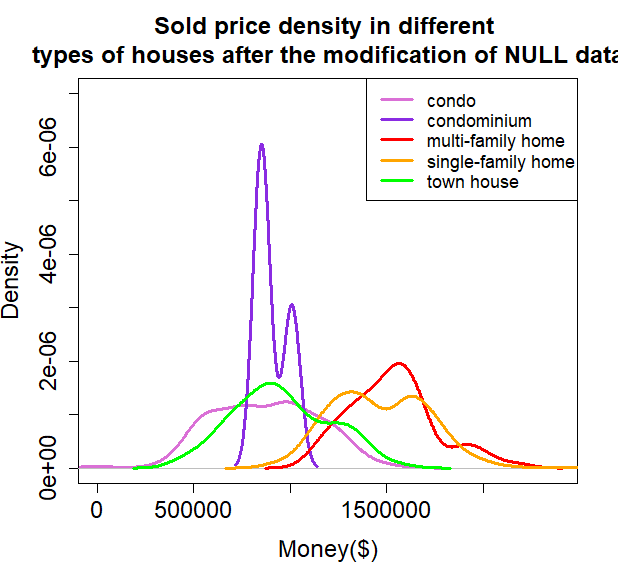 Sold price density in different
types of houses after the modification of NULL data
condo
condominium
multi-family home
single-family home
town house
Density
6e-06
4e-06
2e-06
0e+00
0
500000
1500000
Money($)